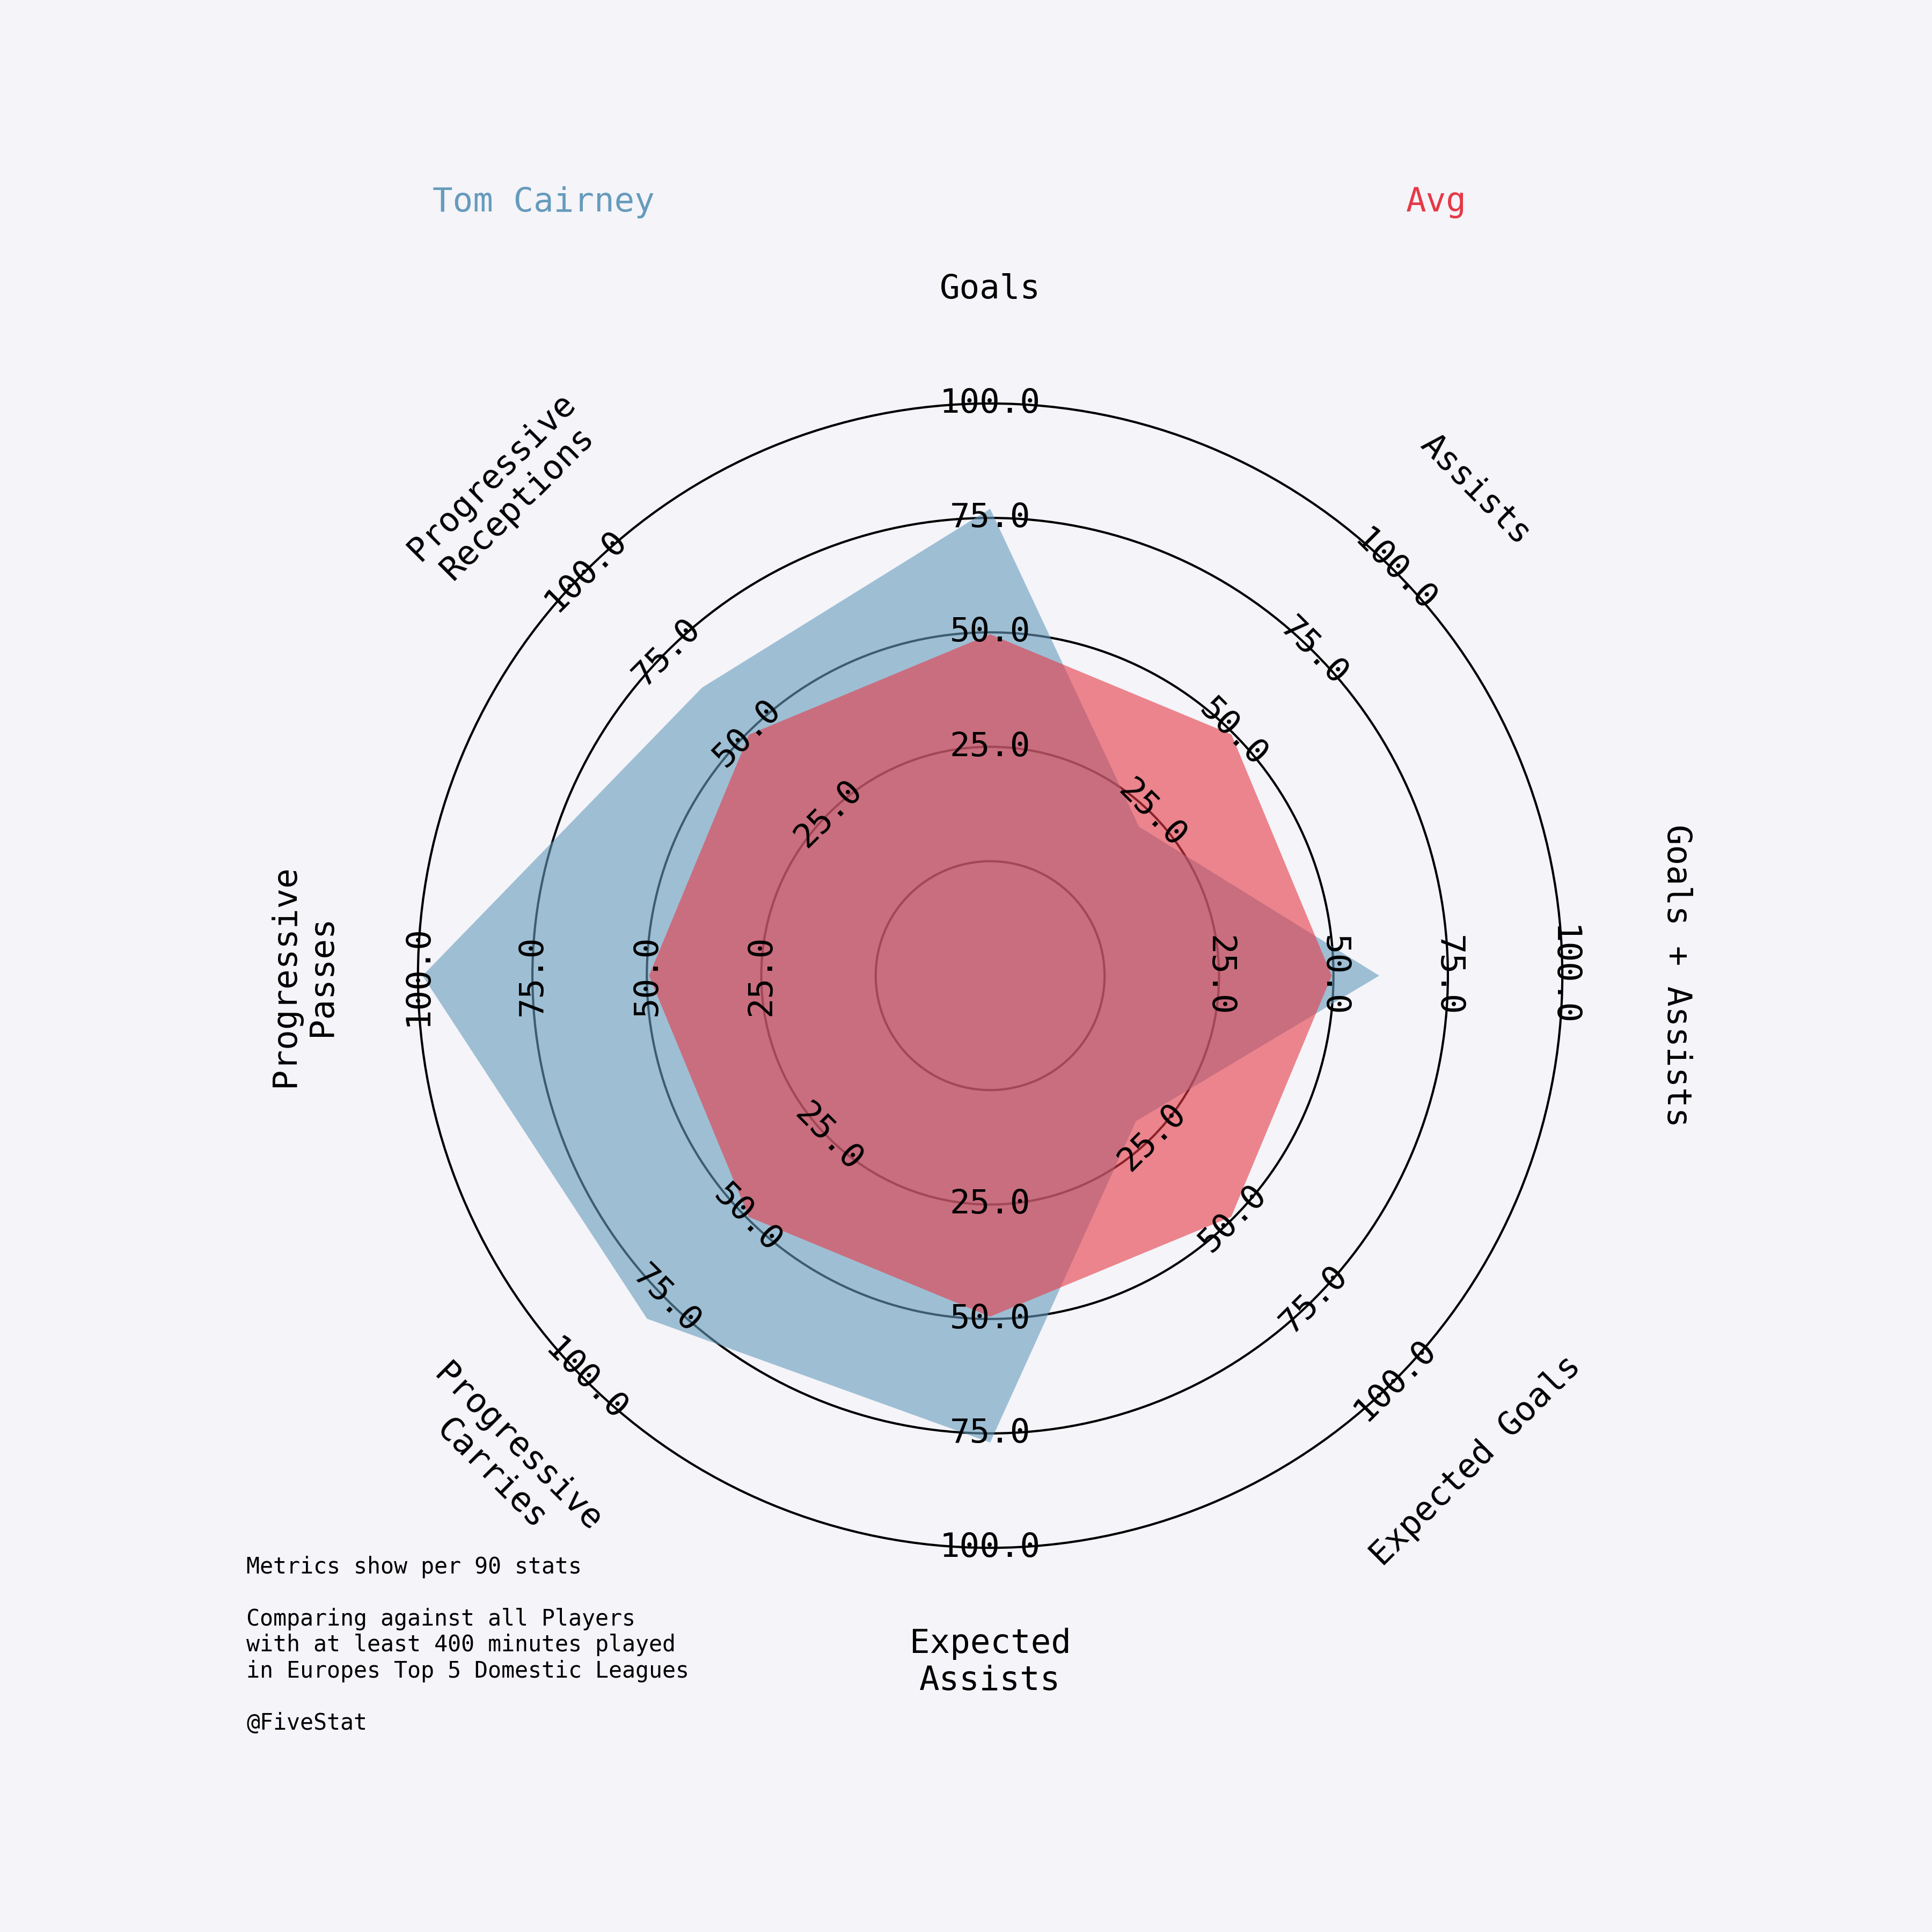 Tom Cairney
Avg
Goals
Assists
Goals + Assists
Expected Goals
Expected
Assists
Progressive
Carries
Progressive
Passes
Progressive
Receptions
25.0
50.0
75.0
100.0
25.0
50.0
75.0
100.0
25.0
50.0
75.0
100.0
25.0
50.0
75.0
100.0
25.0
50.0
75.0
100.0
25.0
50.0
75.0
100.0
25.0
50.0
75.0
100.0
25.0
50.0
75.0
100.0
Metrics show per 90 stats
Comparing against all Players
with at least 400 minutes played
in Europes Top 5 Domestic Leagues
@FiveStat